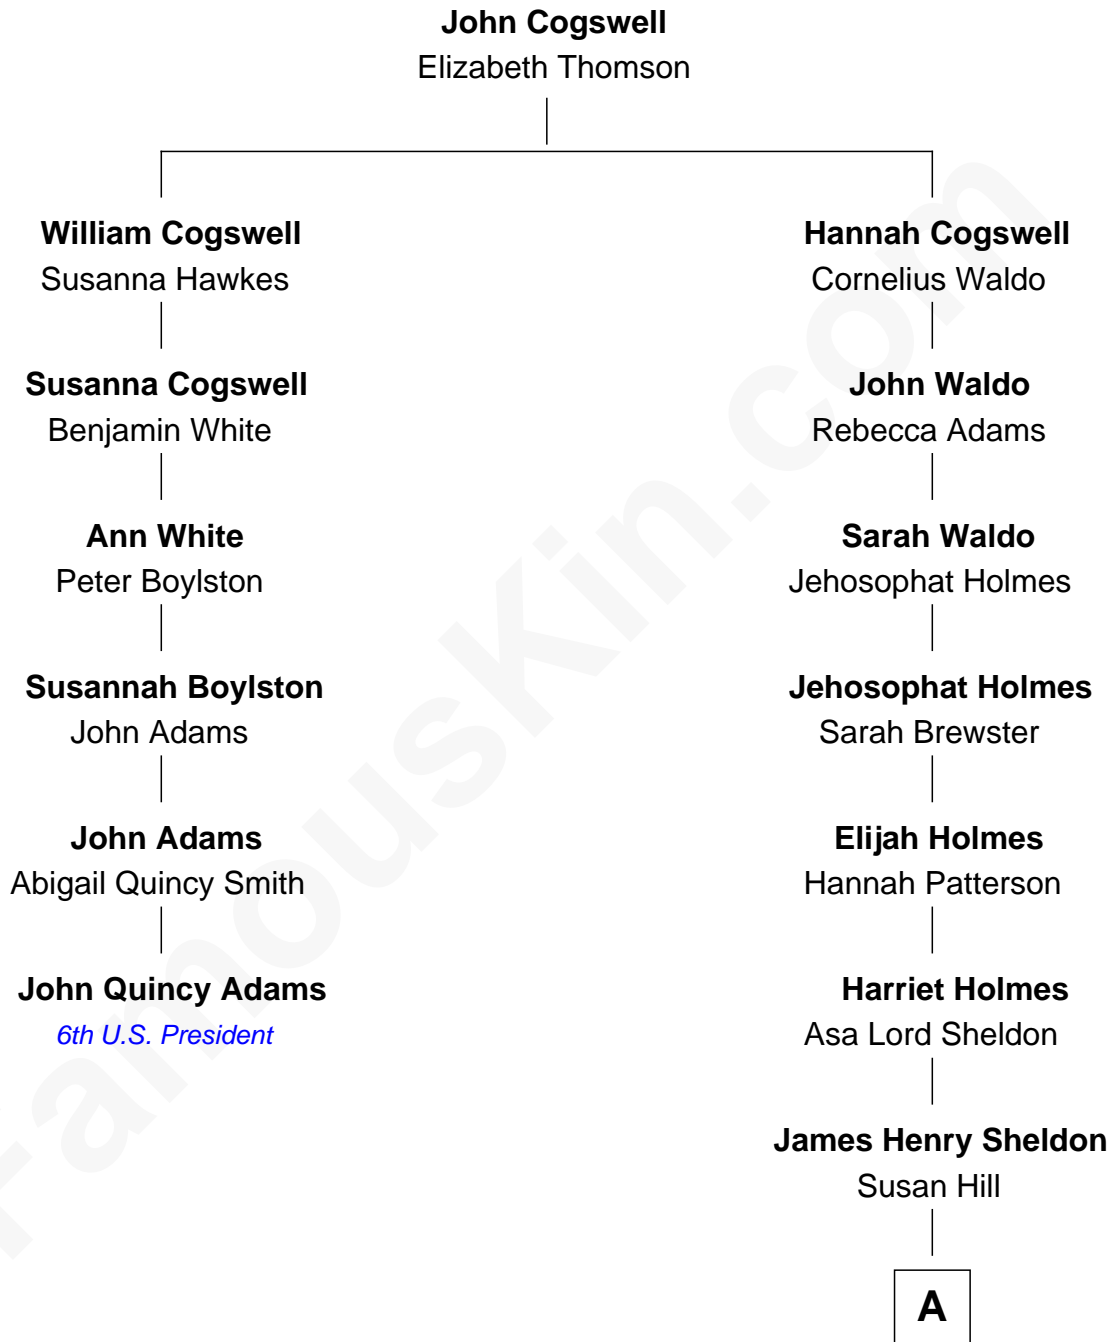 John Cogswell
Elizabeth Thomson
William Cogswell
Susanna Hawkes
Hannah Cogswell
Cornelius Waldo
Susanna Cogswell
Benjamin White
John Waldo
Rebecca Adams
Ann White
Peter Boylston
Sarah Waldo
Jehosophat Holmes
Susannah Boylston
John Adams
Jehosophat Holmes
Sarah Brewster
John Adams
Abigail Quincy Smith
Elijah Holmes
Hannah Patterson
John Quincy Adams
6th U.S. President
Harriet Holmes
Asa Lord Sheldon
James Henry Sheldon
Susan Hill
A
FamousKin.com